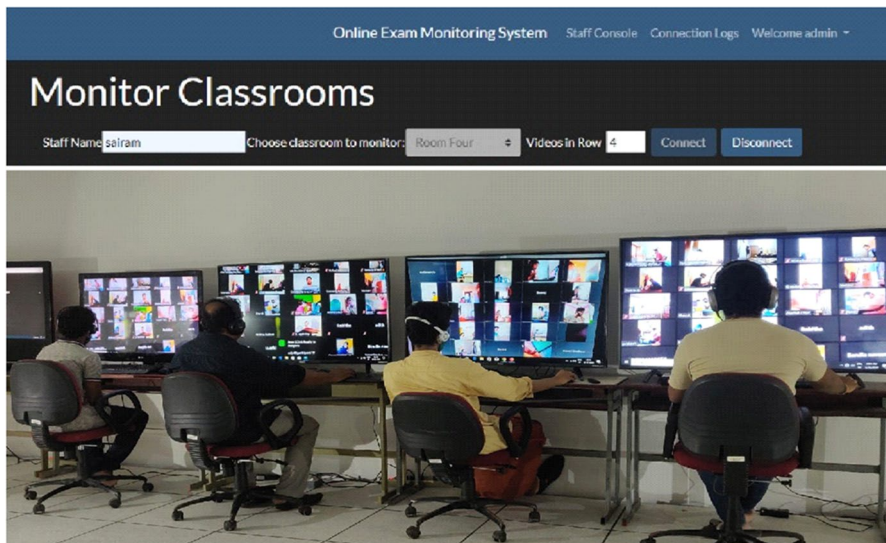 Online Exam Monitoring System Staff Console Connection Logs Welcome admin
Monitor Classrooms
Staff Name sairam Choose classroom to monitor: Room Four Videos in Row 4 Connect Disconnect